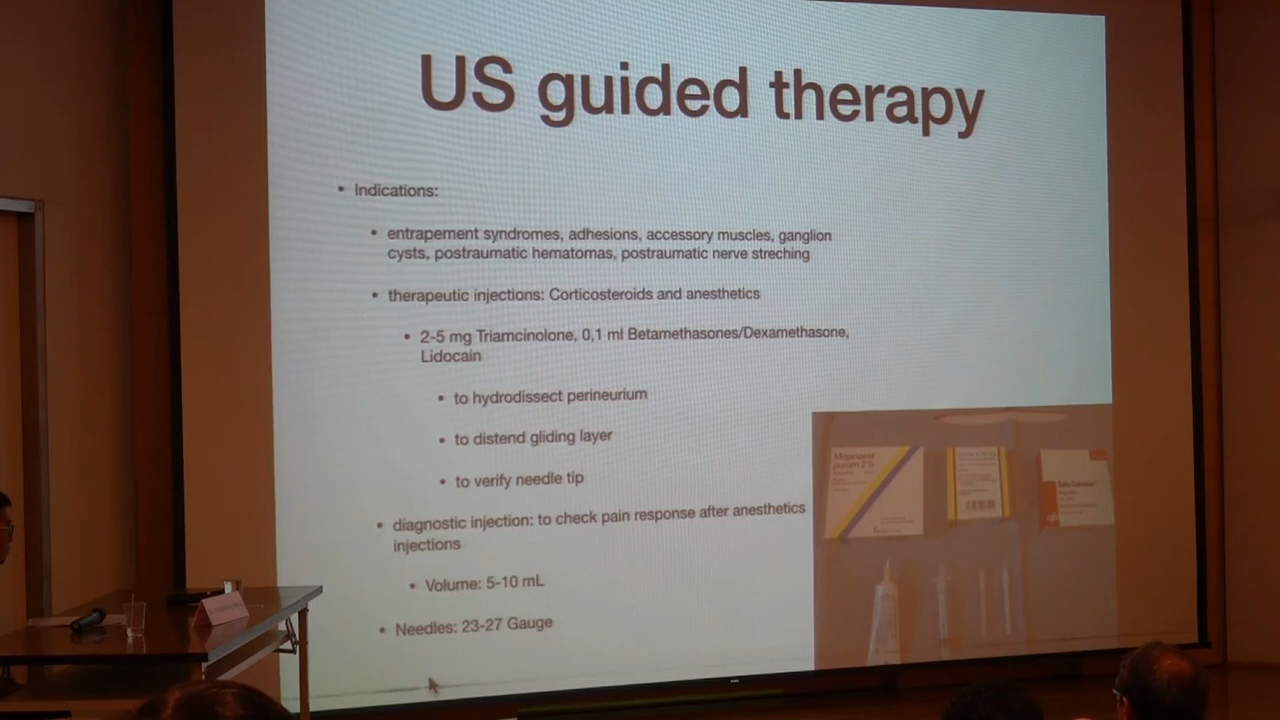 US guided therapy
• Indications:
• entrapement syndromes, adhesions, accessory muscles, ganglion
cysts, postraumatic hematomas, postraumatic nerve streching
• therapeutic injections: Corticosteroids and anesthetics
• 2-5 mg Triamcinolone, 0,1 ml Betamethasones/Dexamethasone,
Lidocain
• to hydrodissect perineurium
• to distend gliding layer
• to verify needle tip
• diagnostic injection: to check pain response after anesthetics
injections
• Volume: 5-10 mL
• Needles: 23-27 Gauge
purum 2%